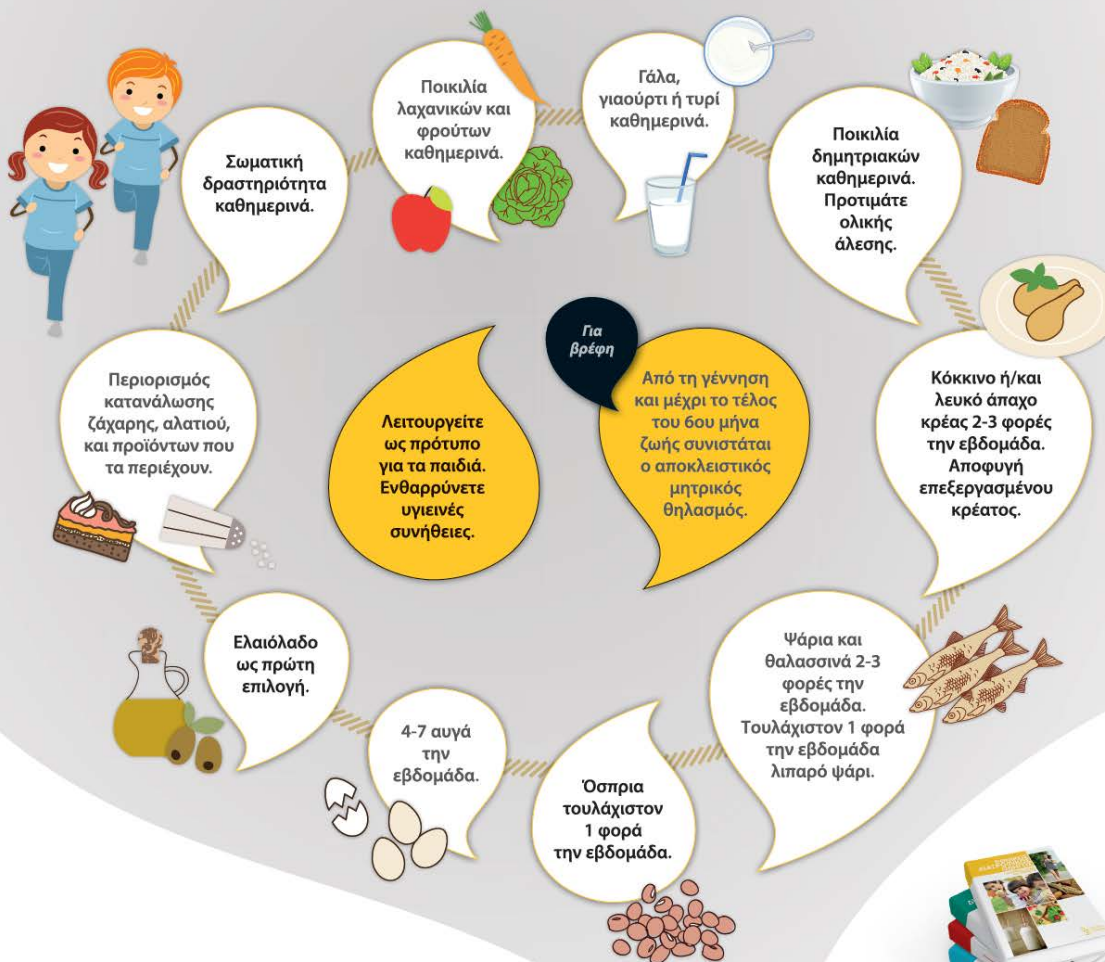 Ποικιλία
λαχανικών και
φρούτων
καθημερινά.
Γάλα,
γιαούρτι ή τυρί
καθημερινά.
Ποικιλία
δημητριακών
καθημερινά.
Προτιμάτε
ολικής
άλεσης.
Σωματική
δραστηριότητα
καθημερινά.
Για
βρέφη
Από τη γέννηση
και μέχρι το τέλος
του 6ου μήνα
ζωής συνιστάται
ο αποκλειστικός
μητρικός
θηλασμός.
Λειτουργείτε
ως πρότυπο
για τα παιδιά.
Ενθαρρύνετε
υγιεινές
συνήθειες.
Κόκκινο ή/και
λευκό άπαχο
κρέας 2-3 φορές
την εβδομάδα.
Αποφυγή
επεξεργασμένου
κρέατος.
Περιορισμός
κατανάλωσης
ζάχαρης, αλατιού,
και προϊόντων που
τα περιέχουν.
Ελαιόλαδο
ως πρώτη
επιλογή.
4-7 αυγά
την
εβδομάδα.
Όσπρια
τουλάχιστον
1 φορά
την εβδομάδα.
Ψάρια και
θαλασσινά 2-3
φορές την
εβδομάδα.
Τουλάχιστον 1 φορά
την εβδομάδα
λιπαρό ψάρι.